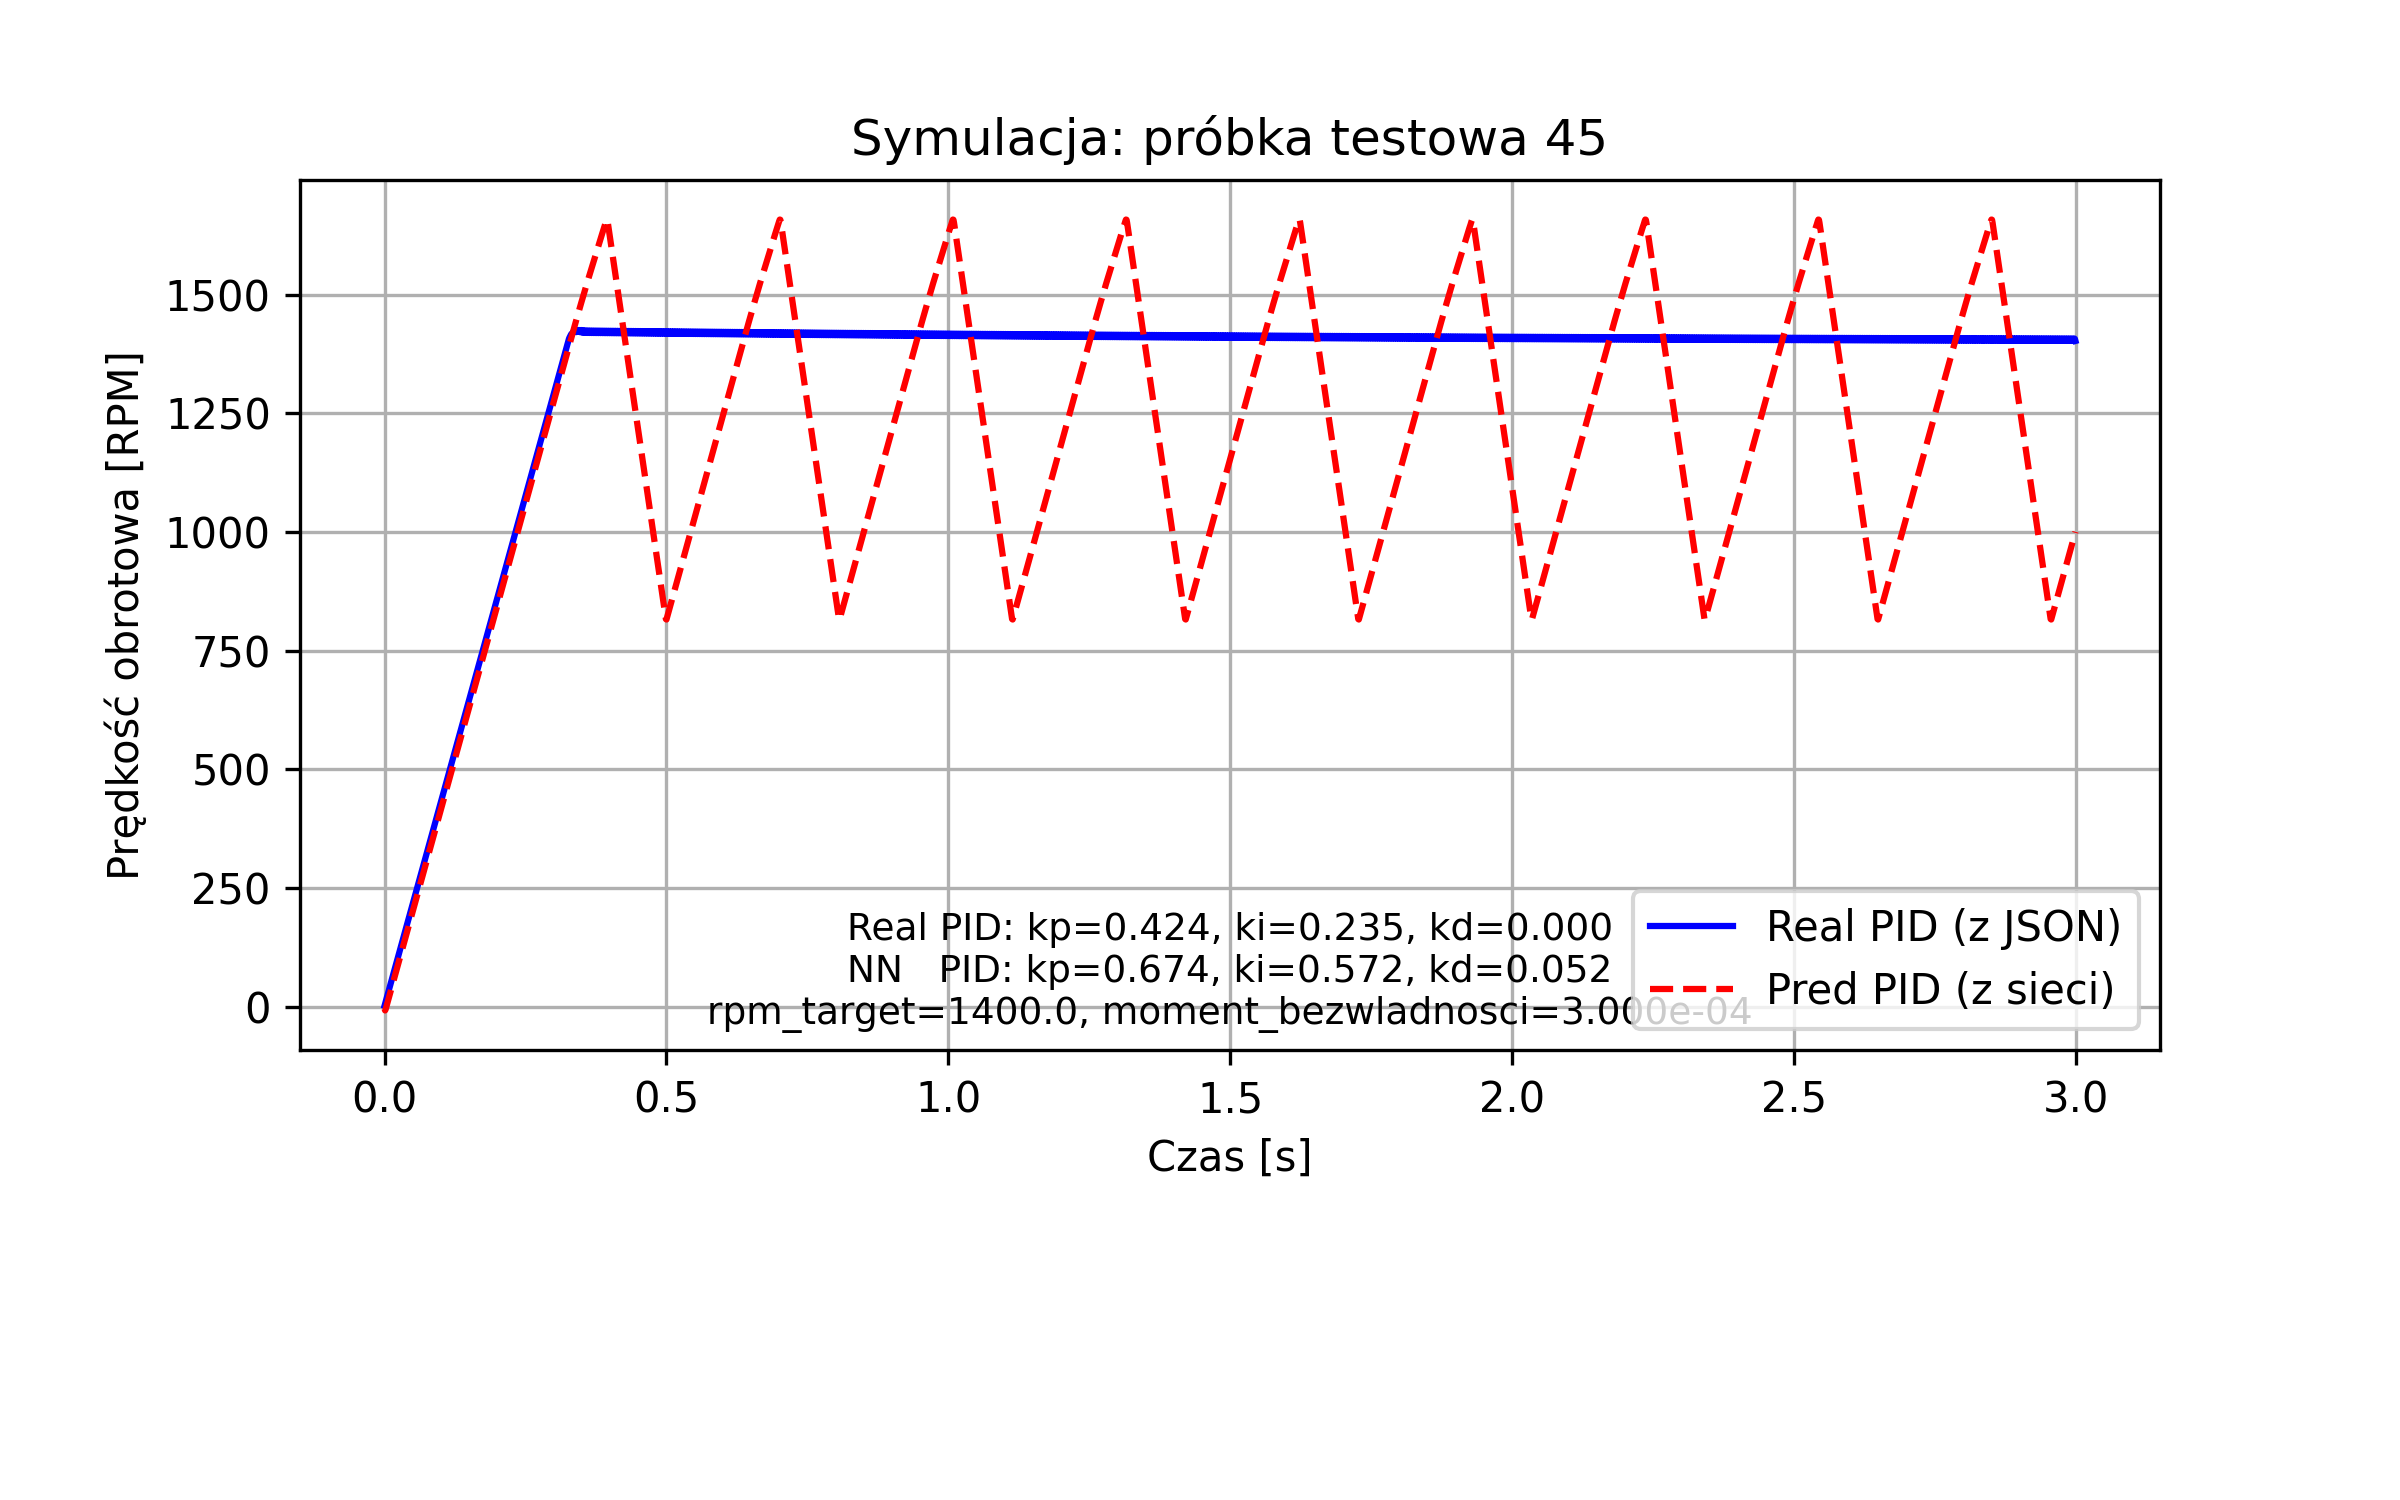 Symulacja: próbka testowa 45
Prędkość obrotowa [RPM]
1500
1250
1000
750
500
250
0
Real PID: kp=0.424, ki=0.235, kd=0.000
NN   PID: kp=0.674, ki=0.572, kd=0.052
rpm_target=1400.0, moment_bezwladnosci=3.000e-04
Real PID (z JSON)
Pred PID (z sieci)
0.0 0.5 1.0 1.5 2.0 2.5 3.0
Czas [s]